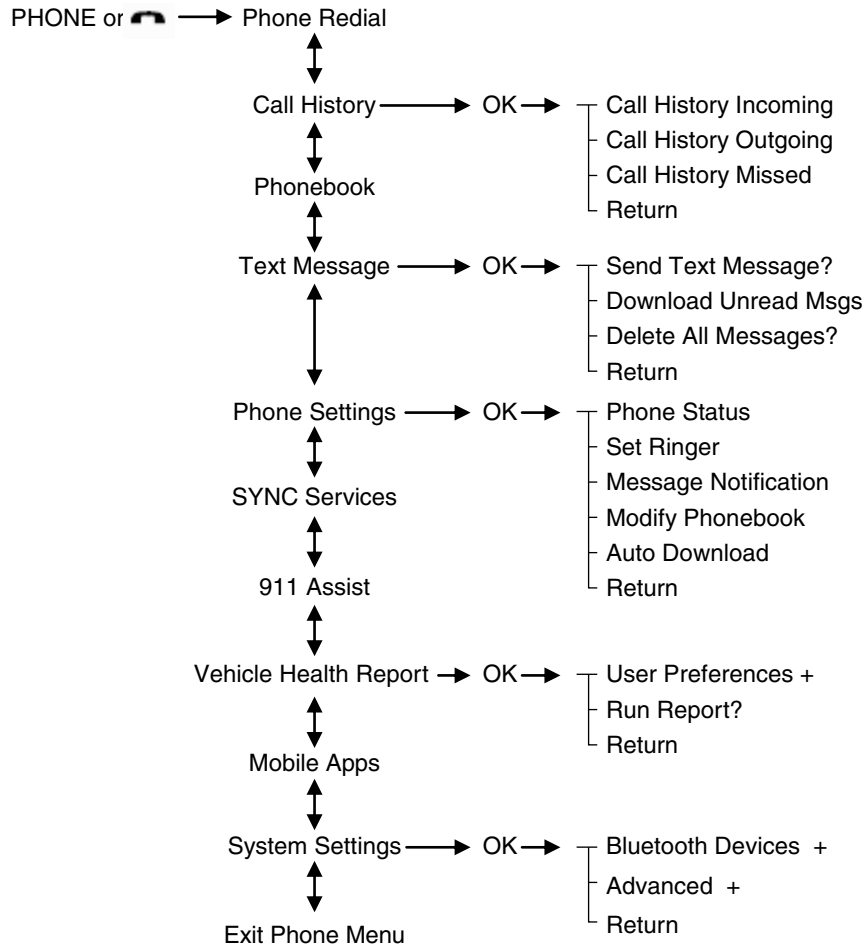 PHONE or Phone Redial
Call History OK Call History Incoming
Call History Outgoing
Call History Missed
Return
Phonebook
Text Message OK Send Text Message?
Download Unread Msgs
Delete All Messages?
Return
Phone Settings OK Phone Status
Set Ringer
Message Notification
Modify Phonebook
Auto Download
Return
SYNC Services
911 Assist
Vehicle Health Report OK User Preferences +
Run Report?
Return
Mobile Apps
System Settings OK Bluetooth Devices +
Advanced +
Return
Exit Phone Menu